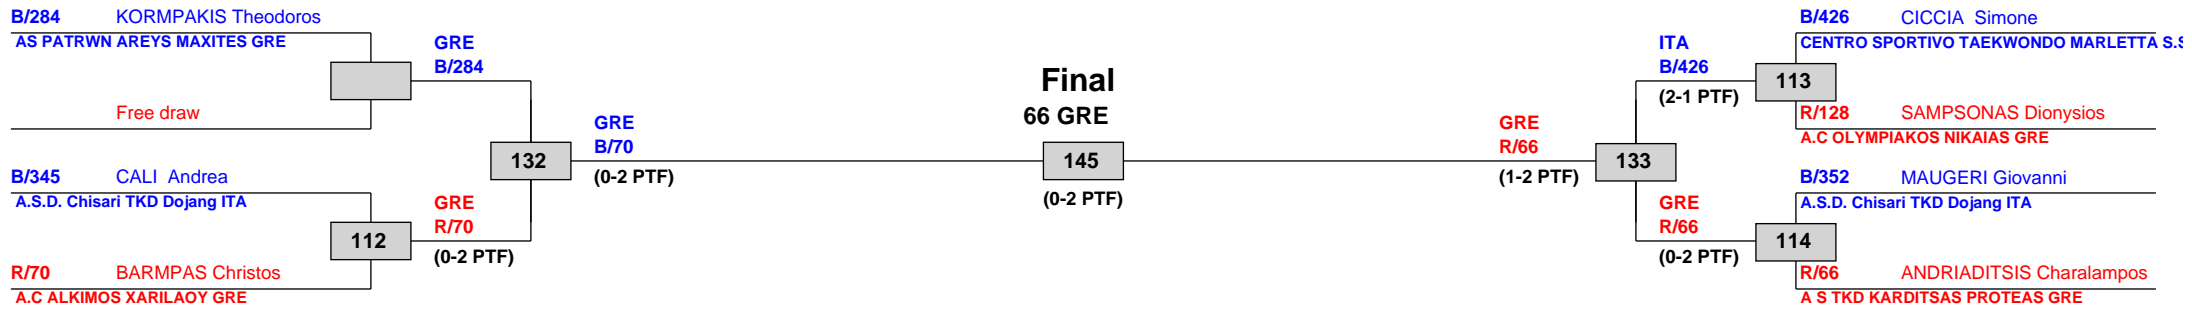 B/284 KORMPAKIS Theodoros
AS PATRWN AREYS MAXITES GRE
Free draw
B/345 CALI Andrea
A.S.D. Chisari TKD Dojang ITA
R/70 BARMPAS Christos
A.C ALKIMOS XARILAOY GRE
GRE
B/284
112
GRE
R/70
(0-2 PTF)
132
GRE
B/70
(0-2 PTF)
Final
66 GRE
145
(0-2 PTF)
GRE
R/66
(1-2 PTF)
133
ITA
B/426
(2-1 PTF)
GRE
R/66
(0-2 PTF)
113
114
B/426 CICCIA Simone
CENTRO SPORTIVO TAEKWONDO MARLETTA S.S
R/128 SAMPSONAS Dionysios
A.C OLYMPIAKOS NIKAIAS GRE
B/352 MAUGERI Giovanni
A.S.D. Chisari TKD Dojang ITA
R/66 ANDRIADITSIS Charalampos
A S TKD KARDITSAS PROTEAS GRE